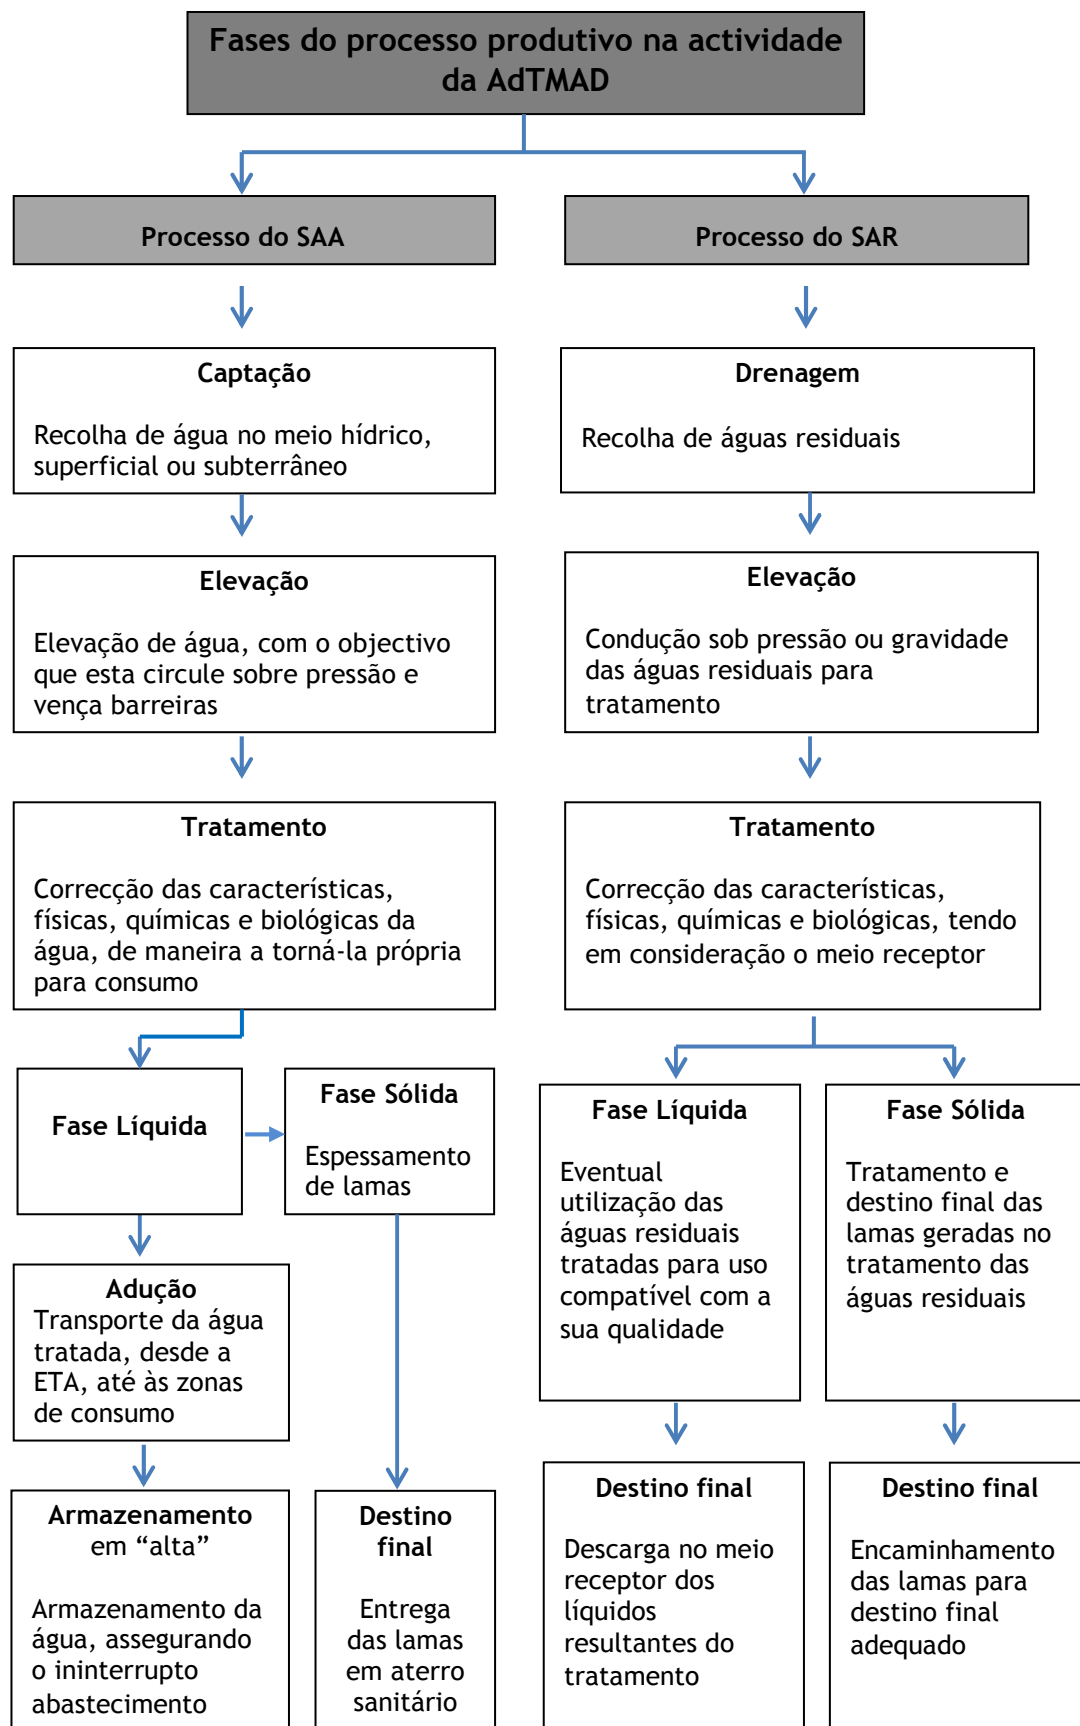 Fases do processo produtivo na actividade
da AdTMAD
Processo do SAA
Processo do SAR
Captação
Recolha de água no meio hídrico,
superficial ou subterrâneo
Drenagem
Recolha de águas residuais
Elevação
Elevação de água, com o objectivo
que esta circule sobre pressão e
vença barreiras
Elevação
Condução sob pressão ou gravidade
das águas residuais para
tratamento
Tratamento
Correcção das características,
físicas, químicas e biológicas da
água, de maneira a torná-la própria
para consumo
Tratamento
Correcção das características,
físicas, químicas e biológicas, tendo
em consideração o meio receptor
Fase Líquida
Fase Sólida
Espessamento
de lamas
Fase Líquida
Eventual
utilização das
águas residuais
tratadas para uso
compatível com a
sua qualidade
Fase Sólida
Tratamento e
destino final das
lamas geradas no
tratamento das
águas residuais
Adução
Transporte da água
tratada, desde a
ETA, até às zonas
de consumo
Armazenamento
em “alta”
Armazenamento da
água, assegurando
o ininterrupto
abastecimento
Destino
final
Entrega
das lamas
em aterro
sanitário
Destino final
Descarga no meio
receptor dos
líquidos
resultantes do
tratamento
Destino final
Encaminhamento
das lamas para
destino final
adequado